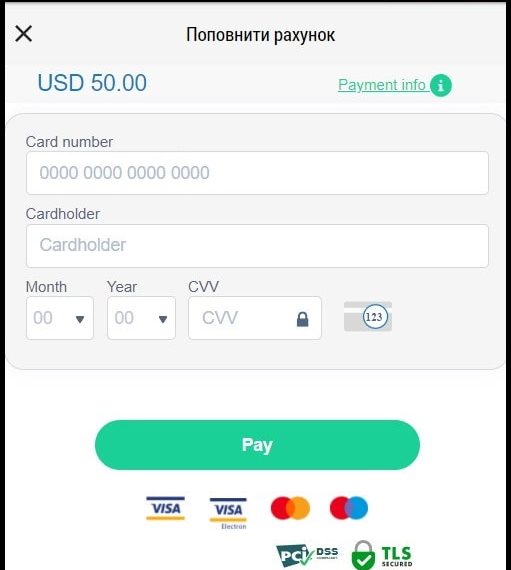 Поповнити рахунок
USD 50.00
Payment info i
Card number
0000 0000 0000 0000
Cardholder
Cardholder
Month Year CVV
00 00 CVV 123
Pay
VISA VISA
Electron
PCI DSS COMPLIANT TLS SECURED